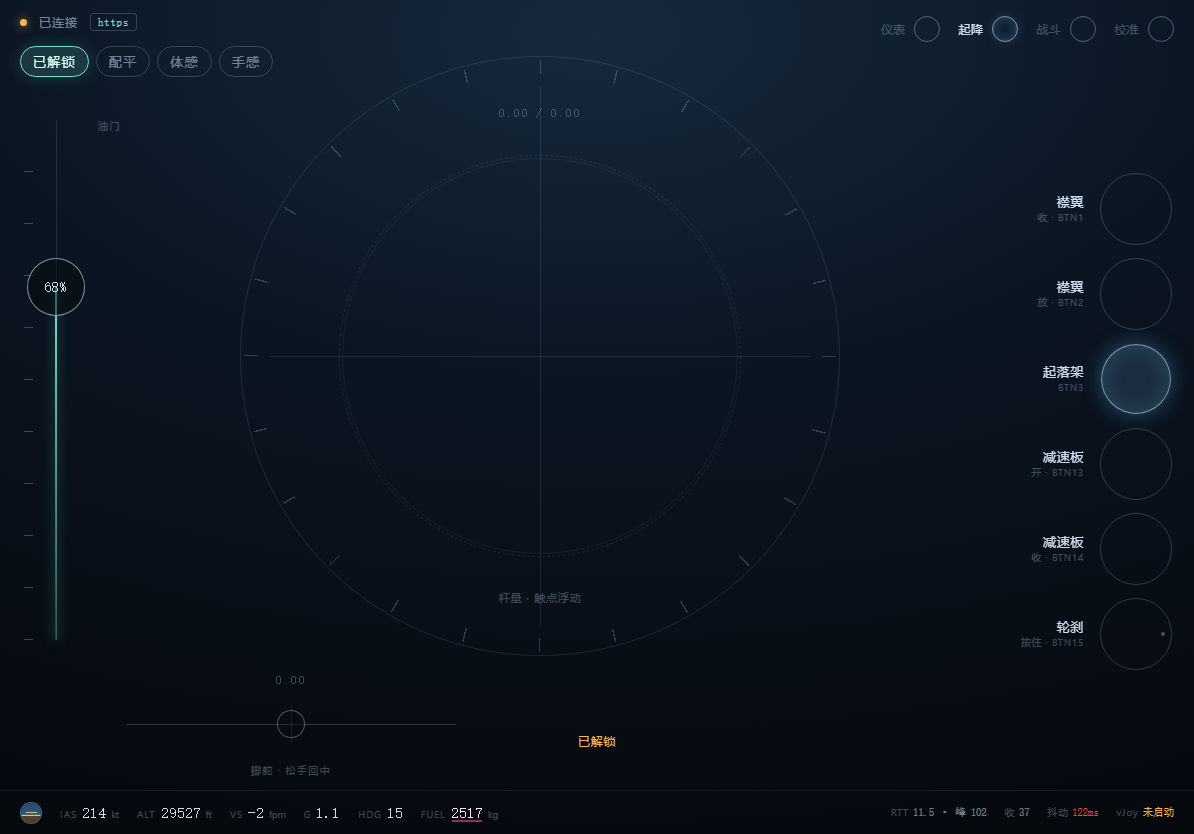 已连接 https
仪表 起降 战斗 校准
已解锁 配平 体感 手感
油门
0.00 / 0.00
68%
襟翼
收 · BTN1
襟翼
放 · BTN2
起落架
BTN3
减速板
开 · BTN13
减速板
收 · BTN14
轮刹
按住 · BTN15
杆量 · 触点浮动
0.00
脚舵 · 松手回中
已解锁
IAS 214 kt ALT 29527 ft VS −2 fpm G 1.1 HDG 15 FUEL 2517 kg
RTT 11.5 · 峰 102 收 37 抖动 122ms vJoy 未启动